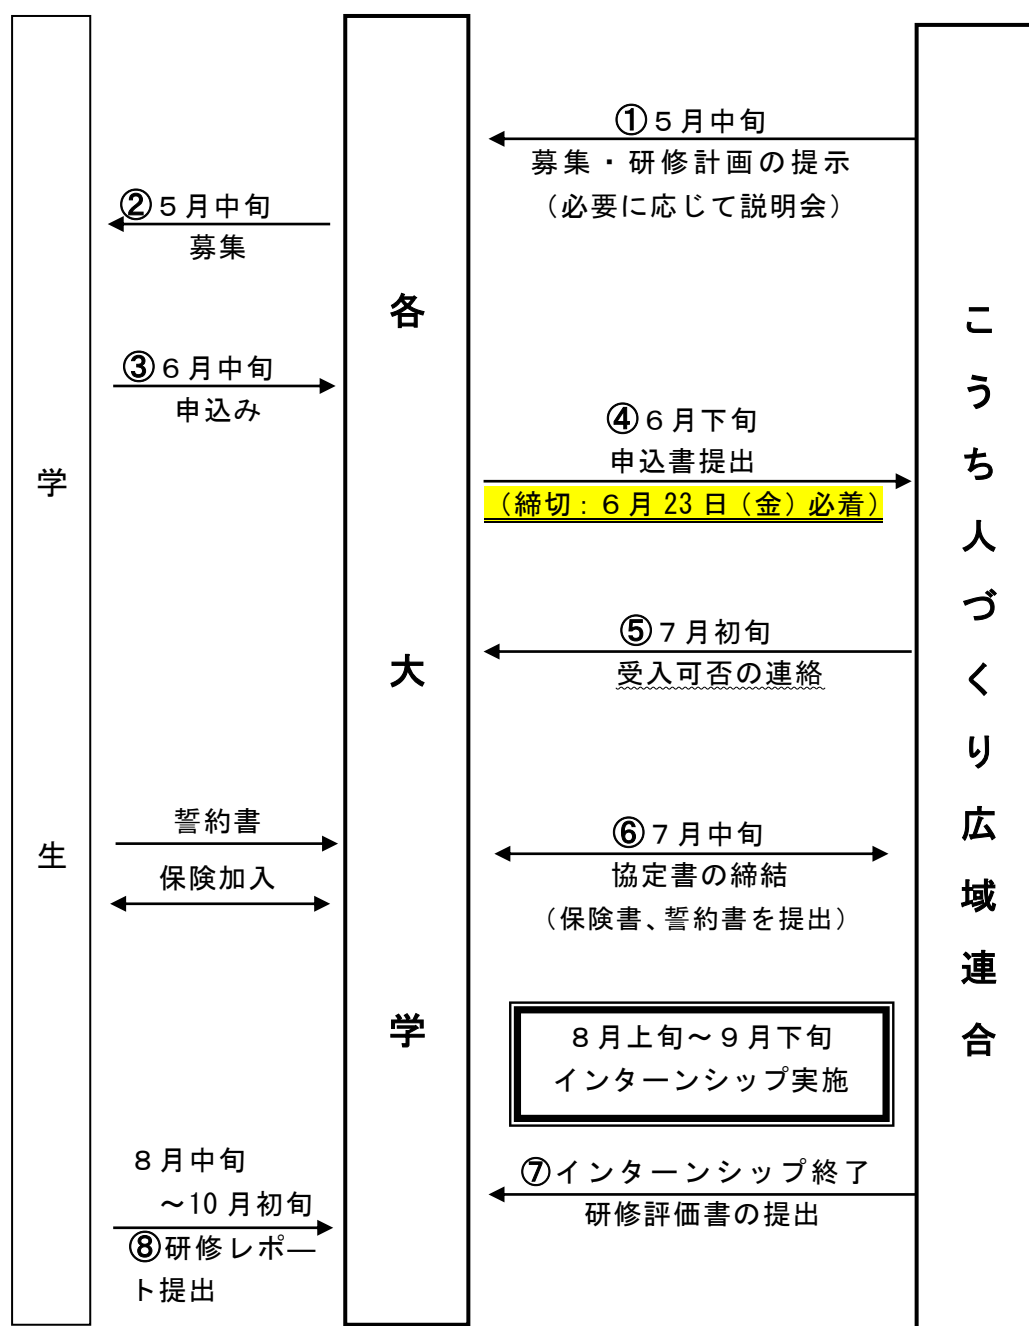 ①５月中旬
募集・研修計画の提示
（必要に応じて説明会）
②５月中旬
募集
③６月中旬
申込み
④６月下旬
申込書提出
（締切：６月23日（金）必着）
⑤７月初旬
受入可否の連絡
誓約書
保険加入
⑥７月中旬
協定書の締結
（保険書、誓約書を提出）
８月上旬～９月下旬
インターンシップ実施
⑦インターンシップ終了
研修評価書の提出
８月中旬
～10月初旬
⑧研修レポ―
ト提出
学生
各大学
こうち人づくり広域連合